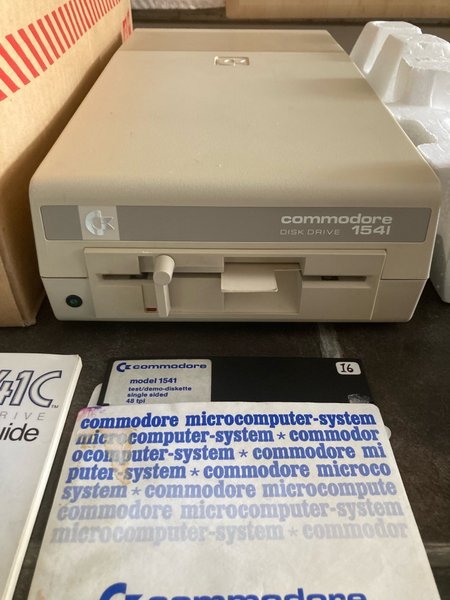 commodore
DISK DRIVE 1541
commodore
model 1541
test/demo-diskette
single sided
48 tpi
I6
41C
RIVE
uide
commodore microcomputer-system
microcomputer-system * commodor
ocomputer-system * commodore mi
puter system * commodore microco
system * commodore microcompute
commodore microcomputer-system
microcomputer-system * commodor
commodore